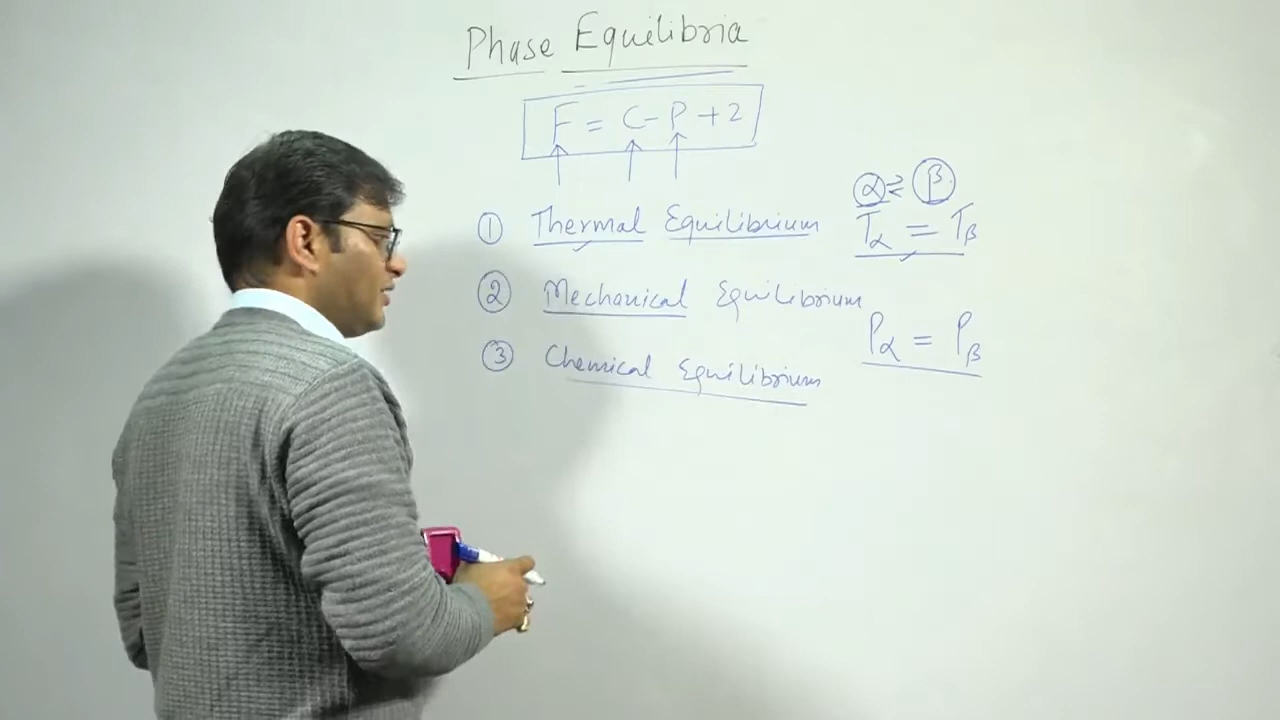 Phase Equilibria
F = C - P + 2
α ⇌ β
① Thermal Equilibrium Tα = Tβ
② Mechanical Equilibrium
Pα = Pβ
③ Chemical Equilibrium